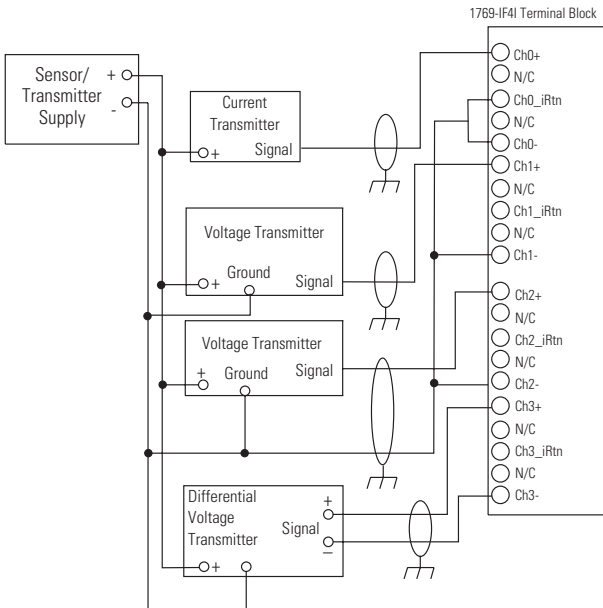 1769-IF4I Terminal Block
Sensor/
Transmitter
Supply
+
-
Current
Transmitter
Signal
+
Voltage Transmitter
Ground
Signal
+
Voltage Transmitter
Ground
Signal
+
Differential
Voltage
Transmitter
Signal
+
−
+
Ch0+
N/C
Ch0_iRtn
N/C
Ch0-
Ch1+
N/C
Ch1_iRtn
N/C
Ch1-
Ch2+
N/C
Ch2_iRtn
N/C
Ch2-
Ch3+
N/C
Ch3_iRtn
N/C
Ch3-